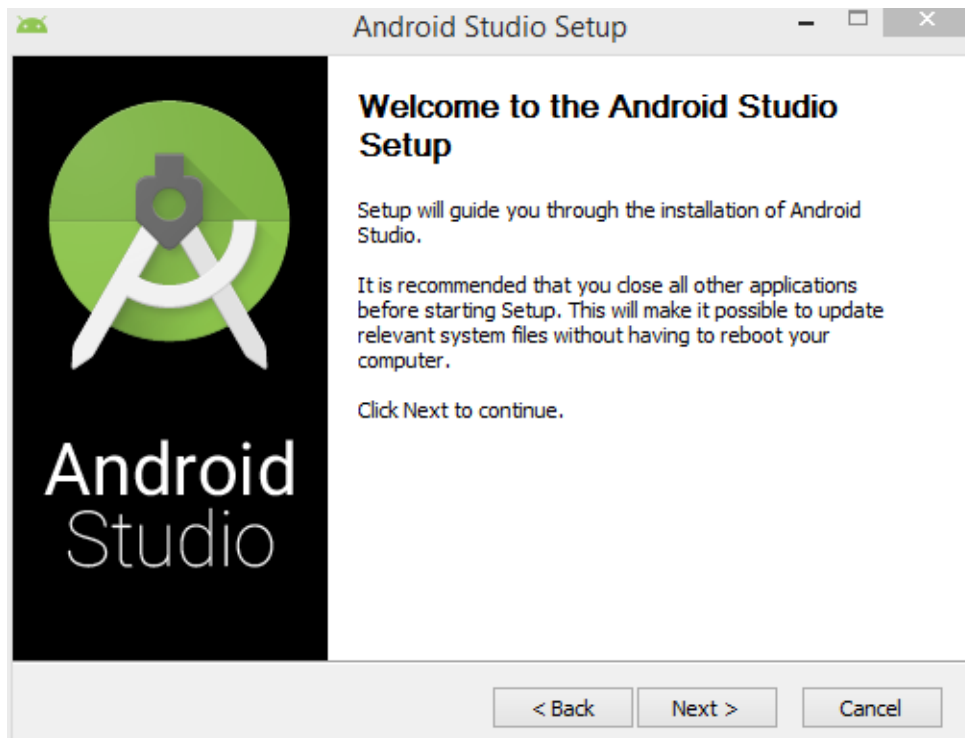 Android Studio Setup
Welcome to the Android Studio
Setup
Setup will guide you through the installation of Android
Studio.
It is recommended that you close all other applications
before starting Setup. This will make it possible to update
relevant system files without having to reboot your
computer.
Click Next to continue.
Android
Studio
< Back
Next >
Cancel